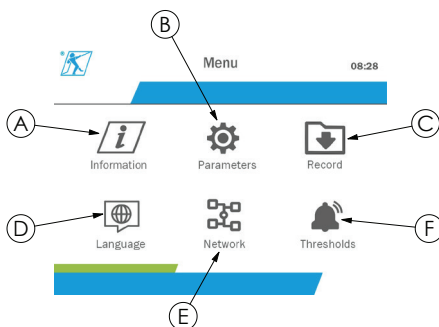 B
Menu
08:28
A
C
Information
Parameters
Record
D
F
Language
Network
Thresholds
E